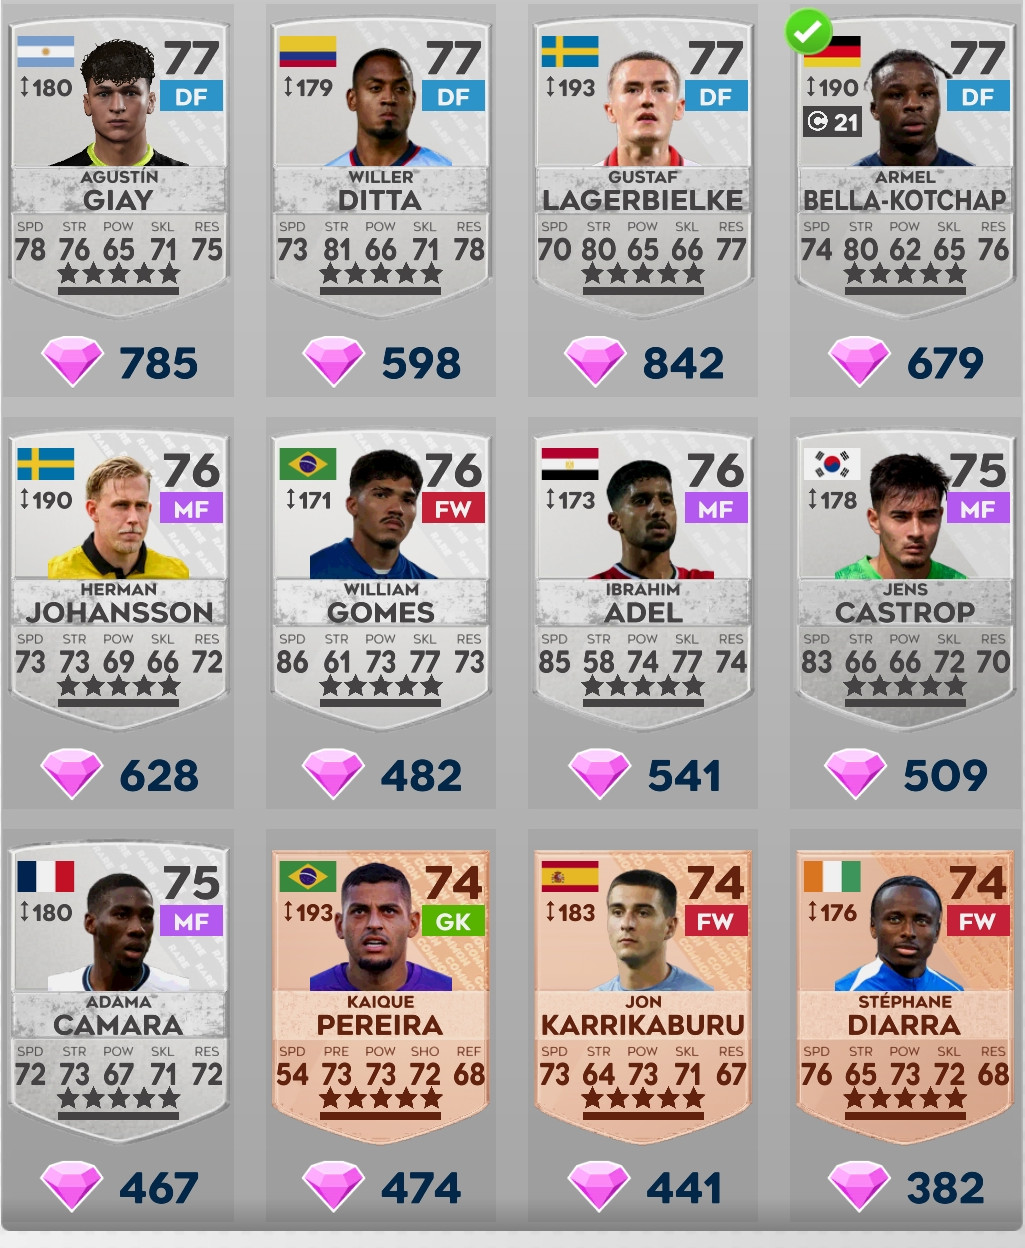 77
180
DF
AGUSTÍN
GIAY
SPD STR POW SKL RES
78 76 65 71 75
785
77
179
DF
WILLER
DITTA
SPD STR POW SKL RES
73 81 66 71 78
598
77
193
DF
GUSTAF
LAGERBIELKE
SPD STR POW SKL RES
70 80 65 66 77
842
77
190
DF
C 21
ARMEL
BELLA-KOTCHAP
SPD STR POW SKL RES
74 80 62 65 76
679
76
190
MF
HERMAN
JOHANSSON
SPD STR POW SKL RES
73 73 69 66 72
628
76
171
FW
WILLIAM
GOMES
SPD STR POW SKL RES
86 61 73 77 73
482
76
173
MF
IBRAHIM
ADEL
SPD STR POW SKL RES
85 58 74 77 74
541
75
178
MF
JENS
CASTROP
SPD STR POW SKL RES
83 66 66 72 70
509
75
180
MF
ADAMA
CAMARA
SPD STR POW SKL RES
72 73 67 71 72
467
74
193
GK
KAIQUE
PEREIRA
SPD PRE POW SHO REF
54 73 73 72 68
474
74
183
FW
JON
KARRIKABURU
SPD STR POW SKL RES
73 64 73 71 67
441
74
176
FW
STÉPHANE
DIARRA
SPD STR POW SKL RES
76 65 73 72 68
382